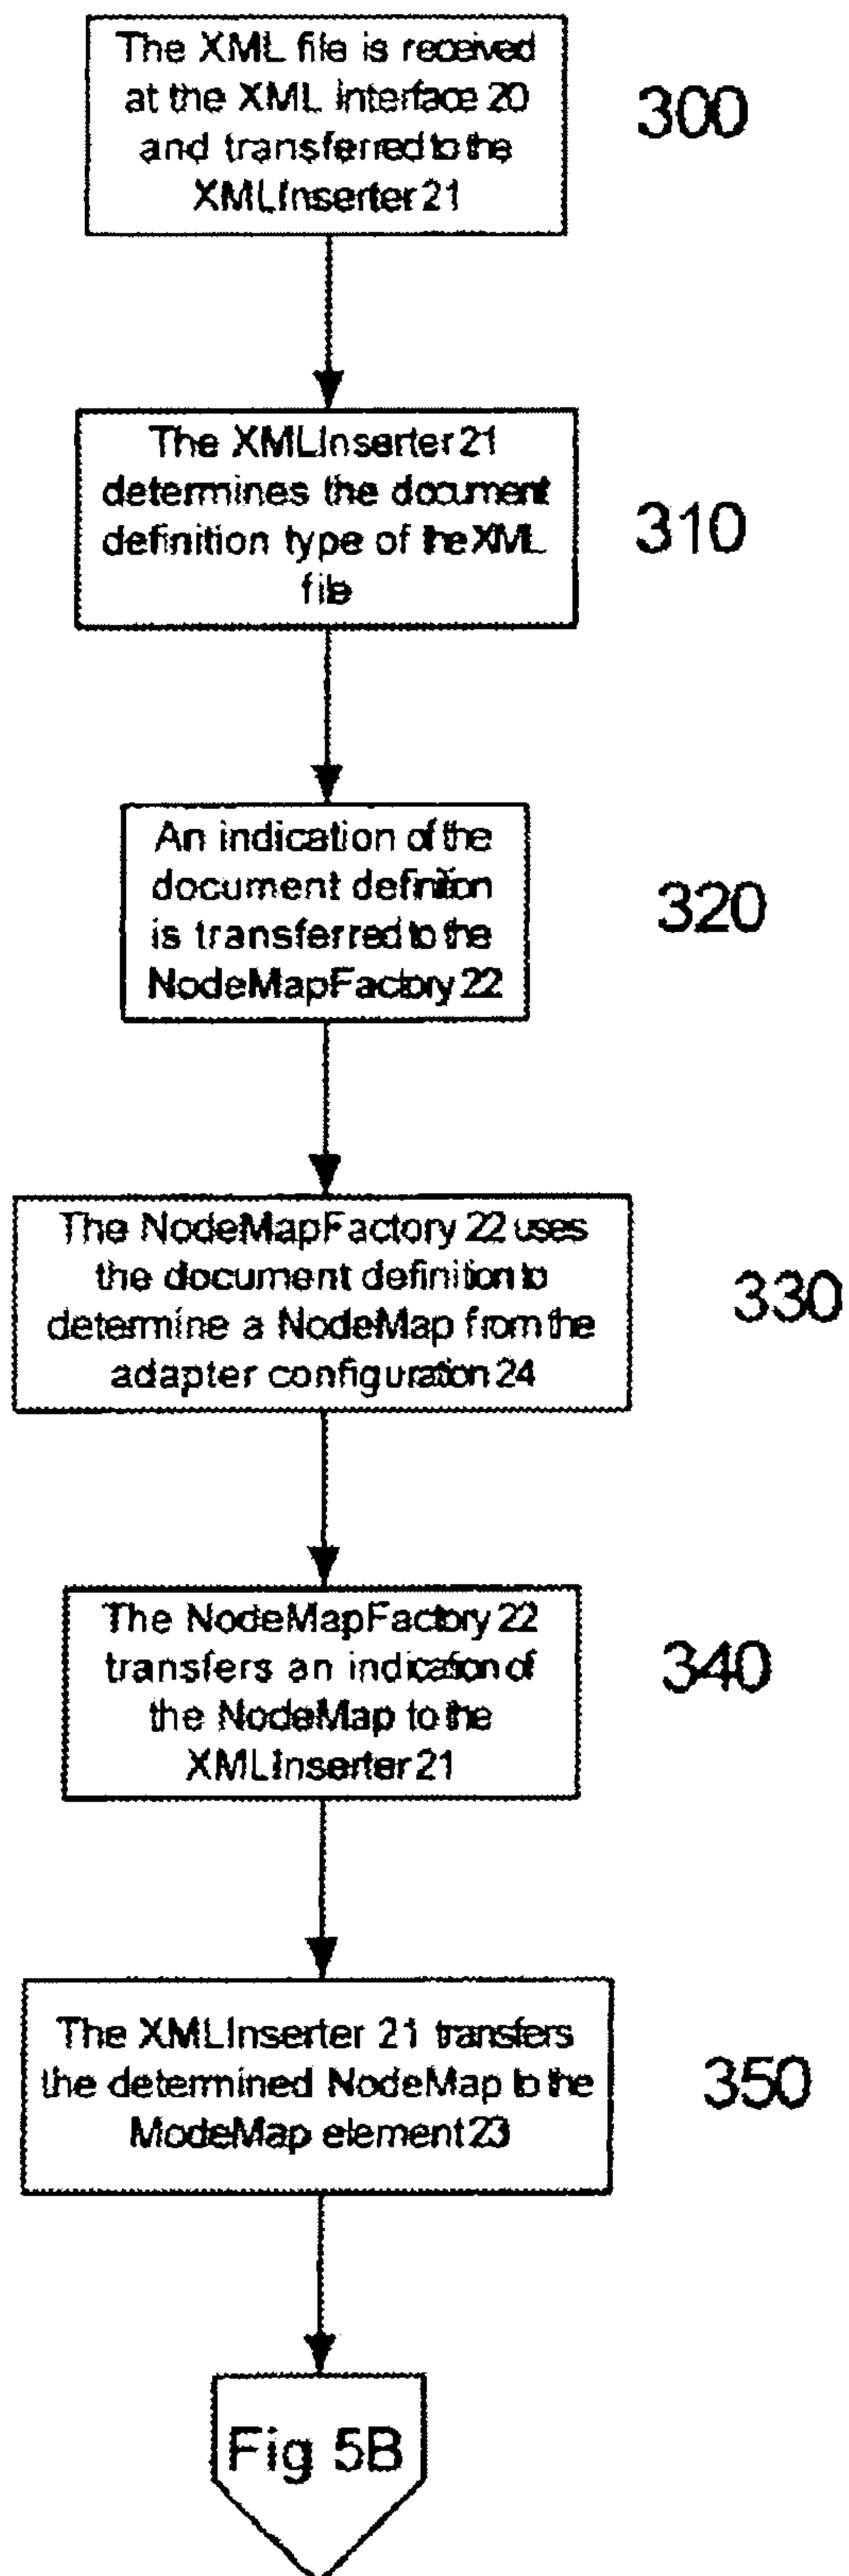 The XML file is received
at the XML Interface 20
and transferred to the
XMLInserter 21
300
The XMLInserter 21
determines the document
definition type of the XML
file
310
An indication of the
document definition
is transferred to the
NodeMapFactory 22
320
The NodeMapFactory 22 uses
the document definition to
determine a NodeMap from the
adapter configuration 24
330
The NodeMapFactory 22
transfers an indication of
the NodeMap to the
XMLInserter 21
340
The XMLInserter 21 transfers
the determined NodeMap to the
ModeMap element 23
350
Fig 5B